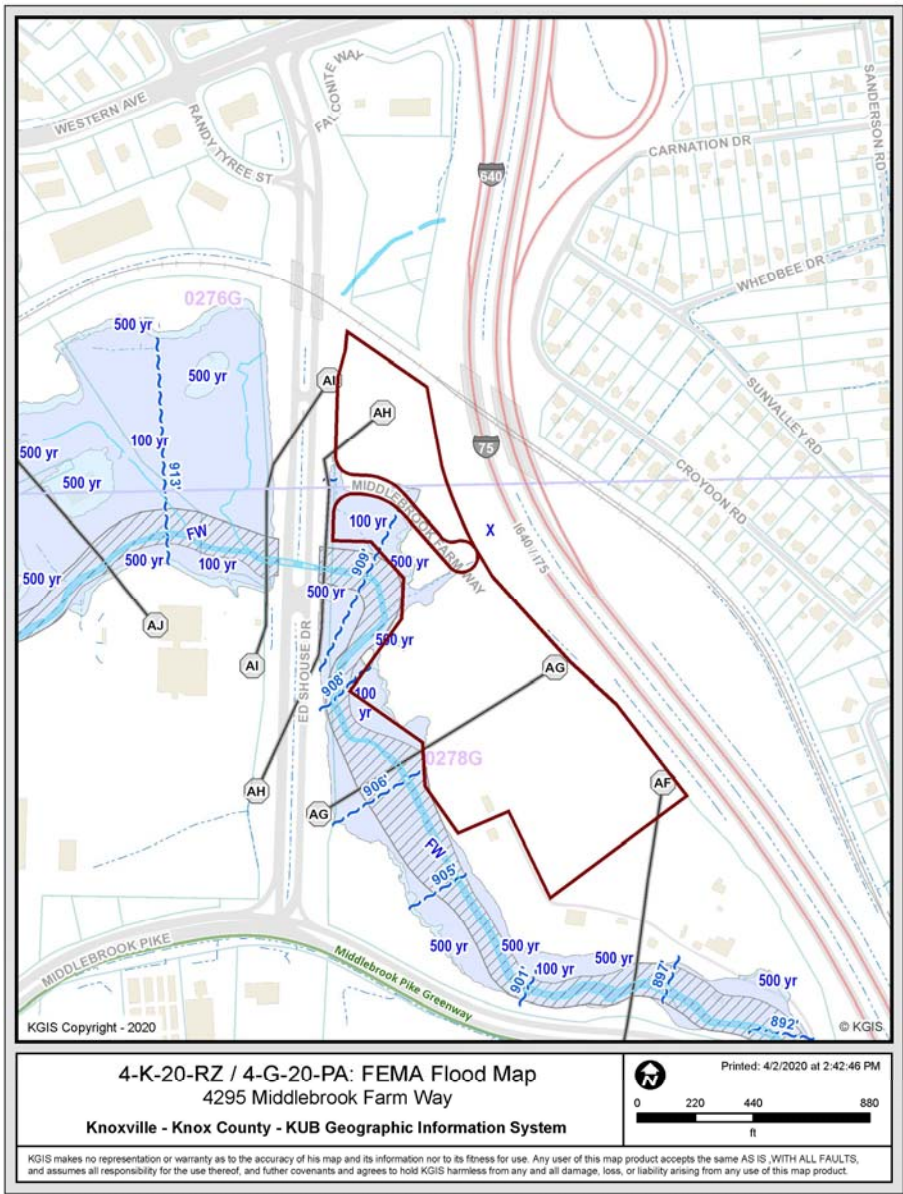 WESTERN AVE
RANDY TYREE ST
FALCONITE WAY
SANDERSON RD
CARNATION DR
640
WHEDBEE DR
0276G
500 yr
500 yr
AI
AH
SUNVALLEY RD
100 yr
500 yr
75
500 yr
913'
CROYDON RD
MIDDLEBROOK FARM WAY
I640 / I75
100 yr
X
FW
909'
500 yr
500 yr
500 yr
100 yr
500 yr
AJ
500 yr
AI
ED SHOUSE DR
AG
908'
100
yr
0278G
AH
906'
AF
AG
FW
905'
MIDDLEBROOK PIKE
Middlebrook Pike Greenway
500 yr
500 yr
500 yr
100 yr
901'
897'
500 yr
892'
KGIS Copyright - 2020
© KGIS
4-K-20-RZ / 4-G-20-PA: FEMA Flood Map
4295 Middlebrook Farm Way
Knoxville - Knox County - KUB Geographic Information System
N
Printed: 4/2/2020 at 2:42:46 PM
0 220 440 880
ft
KGIS makes no representation or warranty as to the accuracy of his map and its information nor to its fitness for use. Any user of this map product accepts the same AS IS ,WITH ALL FAULTS,
and assumes all responsibility for the use thereof, and futher covenants and agrees to hold KGIS harmless from any and all damage, loss, or liability arising from any use of this map product.